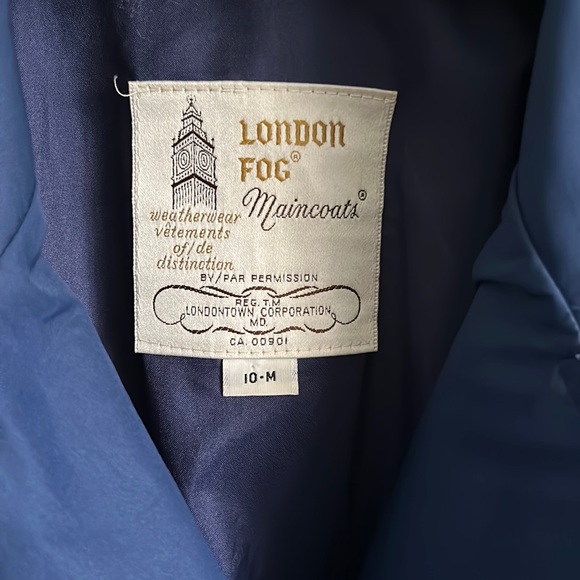 LONDON
FOG®
Maincoats®
weatherwear
vêtements
of/de
distinction
BY/PAR PERMISSION
REG. T.M.
LONDONTOWN CORPORATION
MD.
CA. 00901
10-M